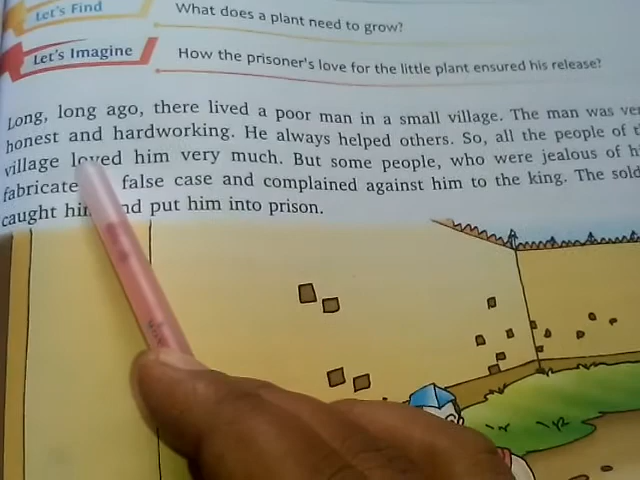 Let's Find
What does a plant need to grow?
Let's Imagine
How the prisoner's love for the little plant ensured his release?
Long, long ago, there lived a poor man in a small village. The man was
honest and hardworking. He always helped others. So, all the people of
village loved him very much. But some people, who were jealous of
false case and complained against him to the king. The
caught put him into prison.